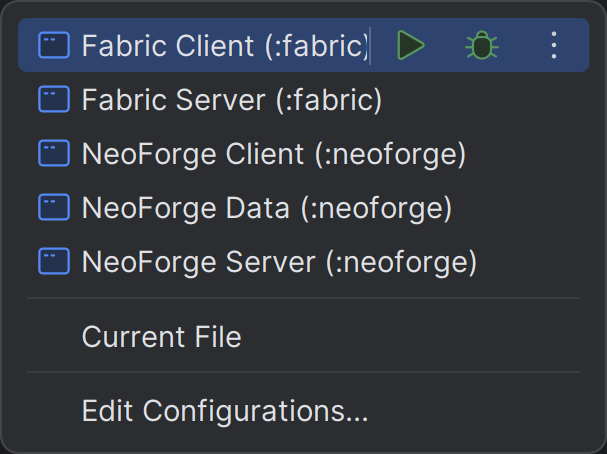 Fabric Client (:fabric)
Fabric Server (:fabric)
NeoForge Client (:neoforge)
NeoForge Data (:neoforge)
NeoForge Server (:neoforge)
Current File
Edit Configurations...